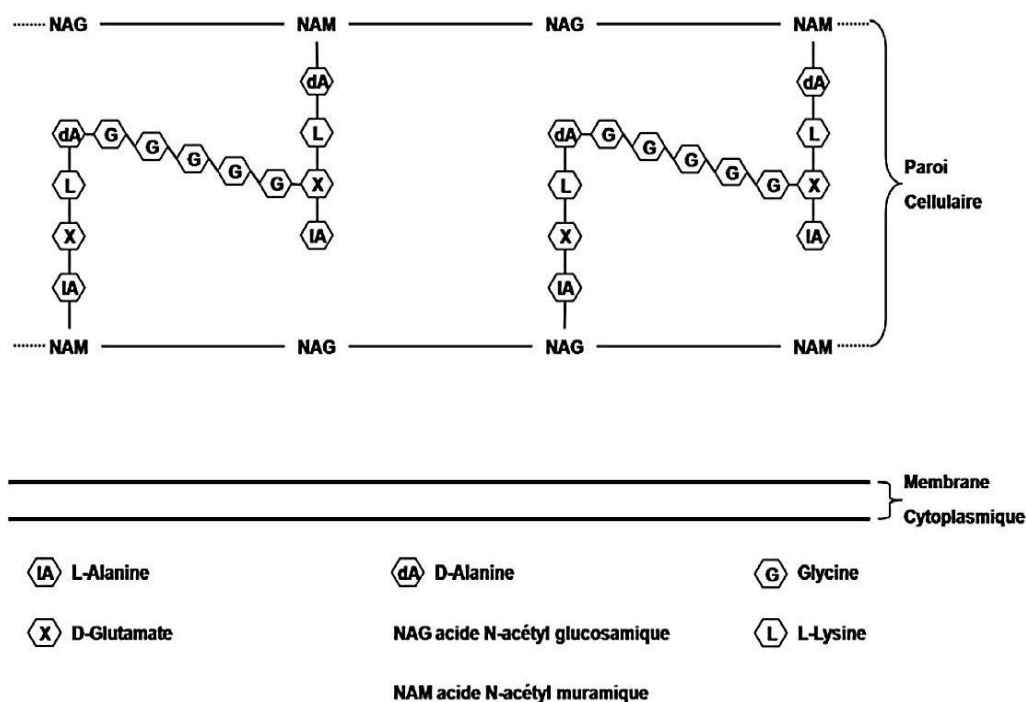 NAG NAM NAG NAM
dA dA
dA G G G G G L dA G G G G G L
L X L X
X lA X lA
lA lA
NAM NAG NAG NAM
Paroi
Cellulaire
Membrane
Cytoplasmique
lA L-Alanine dA D-Alanine G Glycine
X D-Glutamate NAG acide N-acétyl glucosamique L L-Lysine
NAM acide N-acétyl muramique